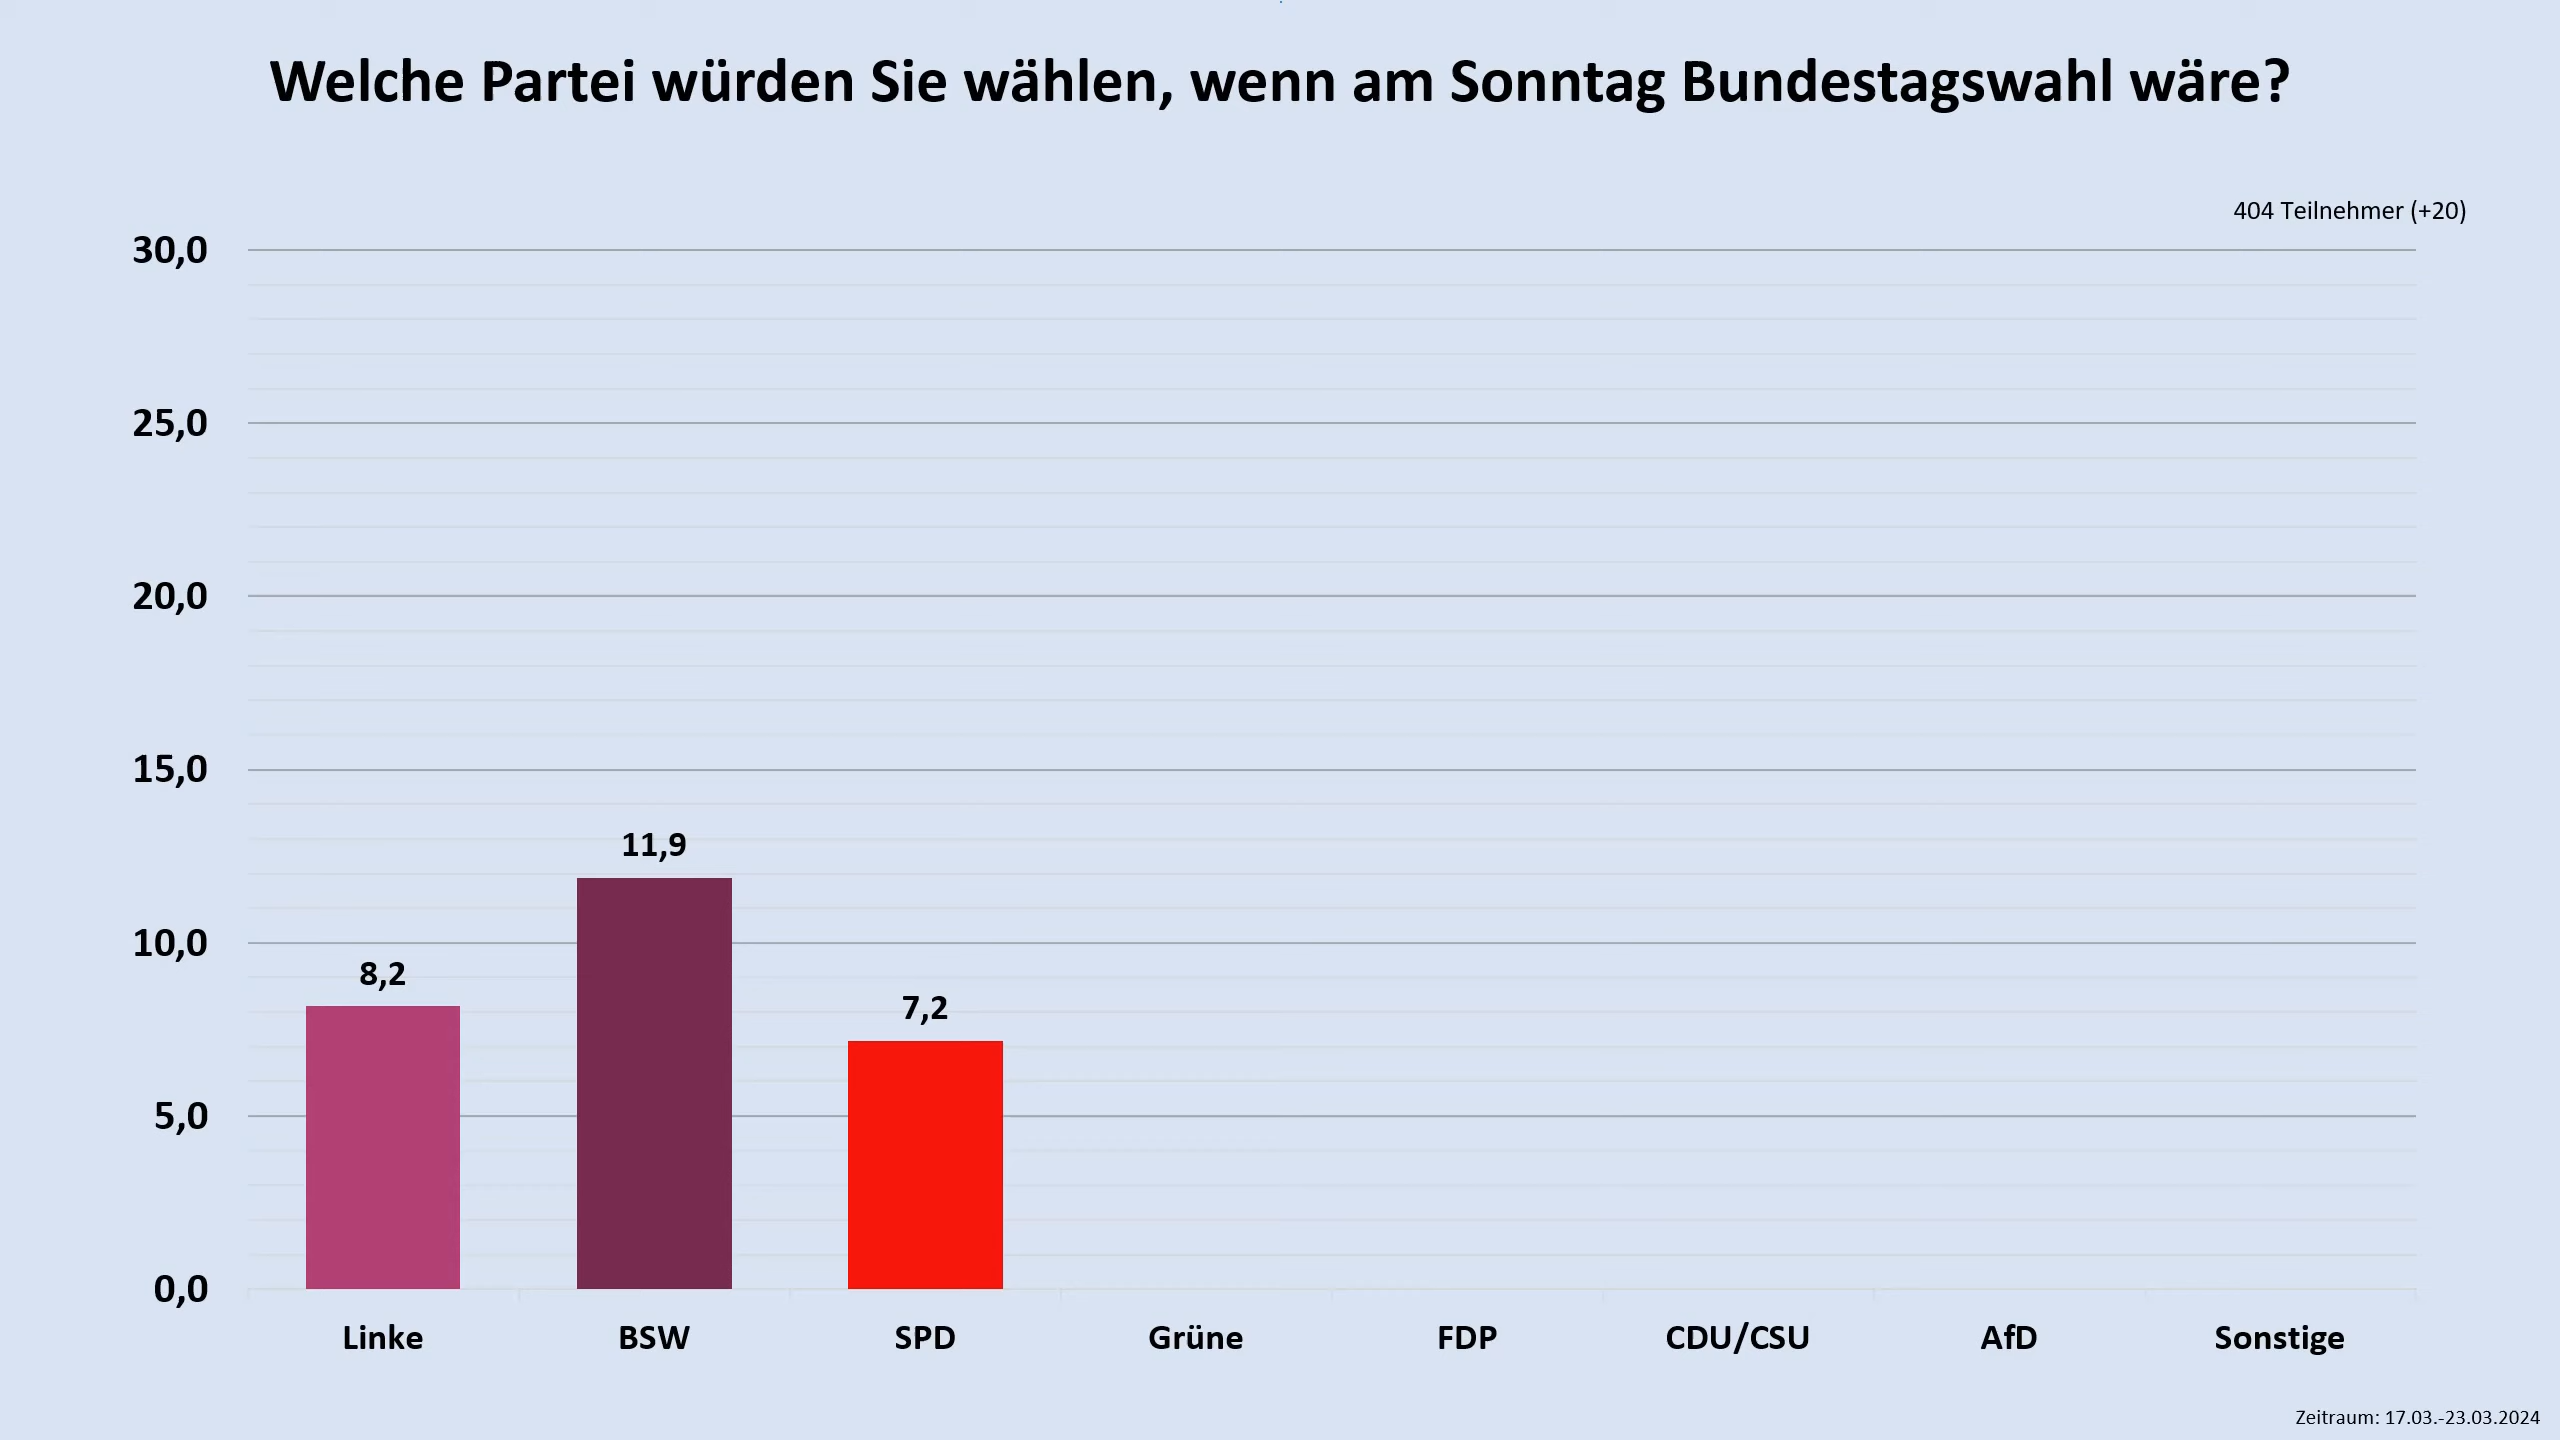 Welche Partei würden Sie wählen, wenn am Sonntag Bundestagswahl wäre?
404 Teilnehmer (+20)
30,0
25,0
20,0
15,0
10,0
5,0
0,0
11,9
8,2
7,2
Linke BSW SPD Grüne FDP CDU/CSU AfD Sonstige
Zeitraum: 17.03.-23.03.2024